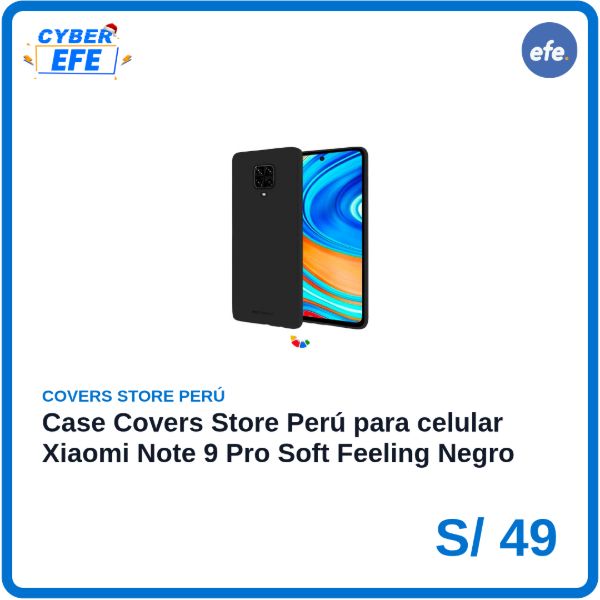 CYBER
EFE
efe.
COVERS STORE PERÚ
Case Covers Store Perú para celular
Xiaomi Note 9 Pro Soft Feeling Negro
S/ 49